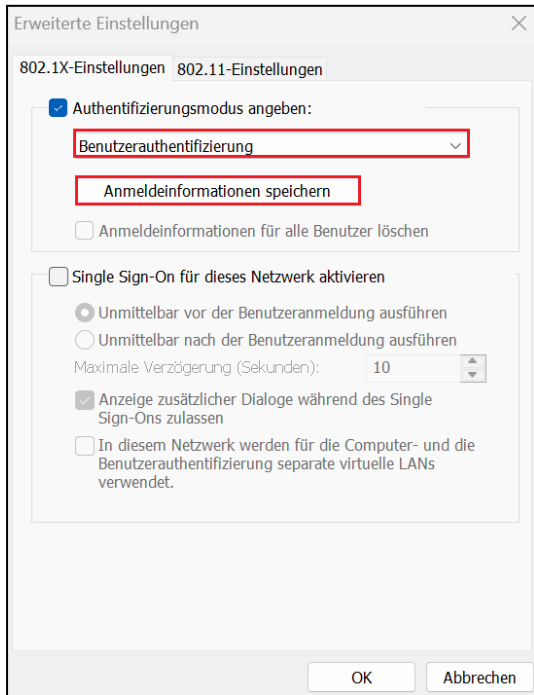 Erweiterte Einstellungen
802.1X-Einstellungen 802.11-Einstellungen
Authentifizierungsmodus angeben:
Benutzerauthentifizierung
Anmeldeinformationen speichern
Anmeldeinformationen für alle Benutzer löschen
Single Sign-On für dieses Netzwerk aktivieren
Unmittelbar vor der Benutzeranmeldung ausführen
Unmittelbar nach der Benutzeranmeldung ausführen
Maximale Verzögerung (Sekunden): 10
Anzeige zusätzlicher Dialoge während des Single
Sign-Ons zulassen
In diesem Netzwerk werden für die Computer- und die
Benutzerauthentifizierung separate virtuelle LANs
verwendet.
OK Abbrechen